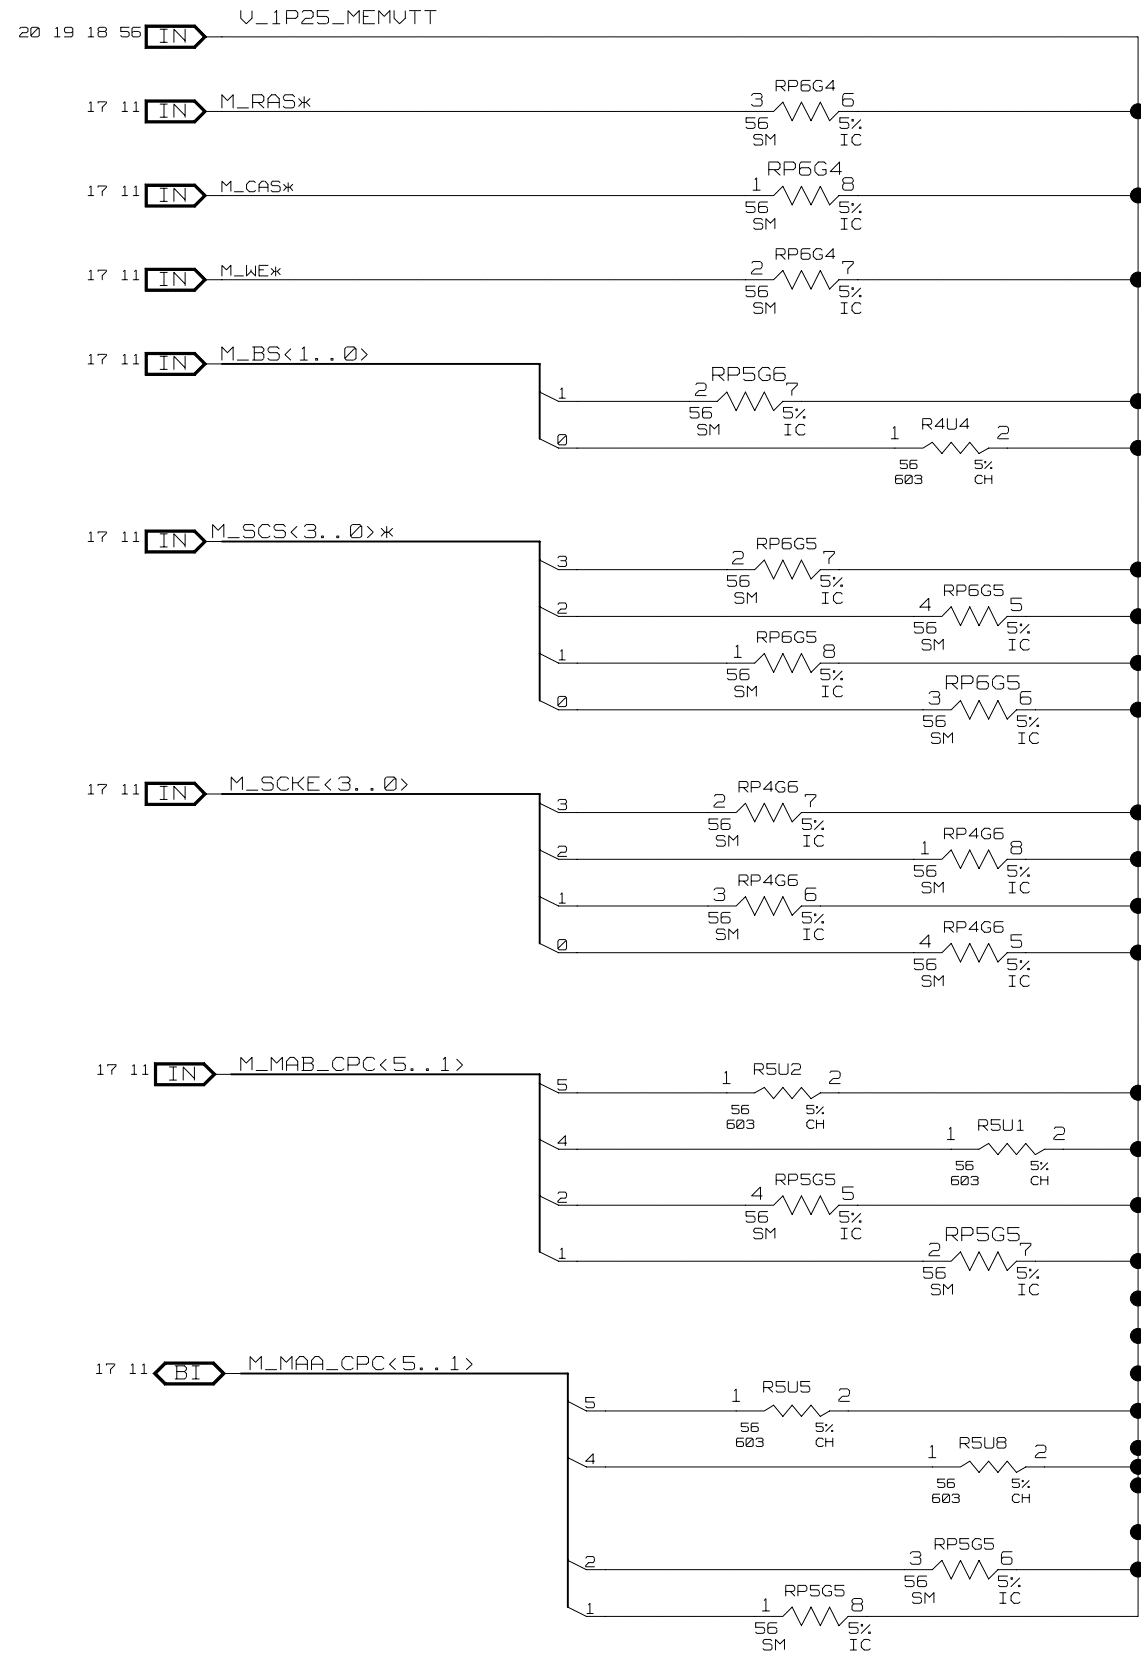 V_1P25_MEMVTT
20 19 18 56 IN
RP6G4
17 11 IN M_RAS* 3 6
56 5%
SM IC
RP6G4
17 11 IN M_CAS* 1 8
56 5%
SM IC
RP6G4
17 11 IN M_WE* 2 7
56 5%
SM IC
17 11 IN M_BS<1..0>
RP5G6
1 2 7
56 5%
SM IC
R4U4
0 1 2
56 5%
603 CH
17 11 IN M_SCS<3..0>*
RP6G5
3 2 7
56 5%
SM IC
RP6G5
2 4 5
56 5%
SM IC
RP6G5
1 1 8
56 5%
SM IC
RP6G5
0 3 6
56 5%
SM IC
17 11 IN M_SCKE<3..0>
RP4G6
3 2 7
56 5%
SM IC
RP4G6
2 1 8
56 5%
SM IC
RP4G6
1 3 6
56 5%
SM IC
RP4G6
0 4 5
56 5%
SM IC
17 11 IN M_MAB_CPC<5..1>
R5U2
5 1 2
56 5%
603 CH
R5U1
4 1 2
56 5%
603 CH
RP5G5
2 4 5
56 5%
SM IC
RP5G5
1 2 7
56 5%
SM IC
17 11 BI M_MAA_CPC<5..1>
R5U5
5 1 2
56 5%
603 CH
R5U8
4 1 2
56 5%
603 CH
RP5G5
2 3 6
56 5%
SM IC
RP5G5
1 1 8
56 5%
SM IC